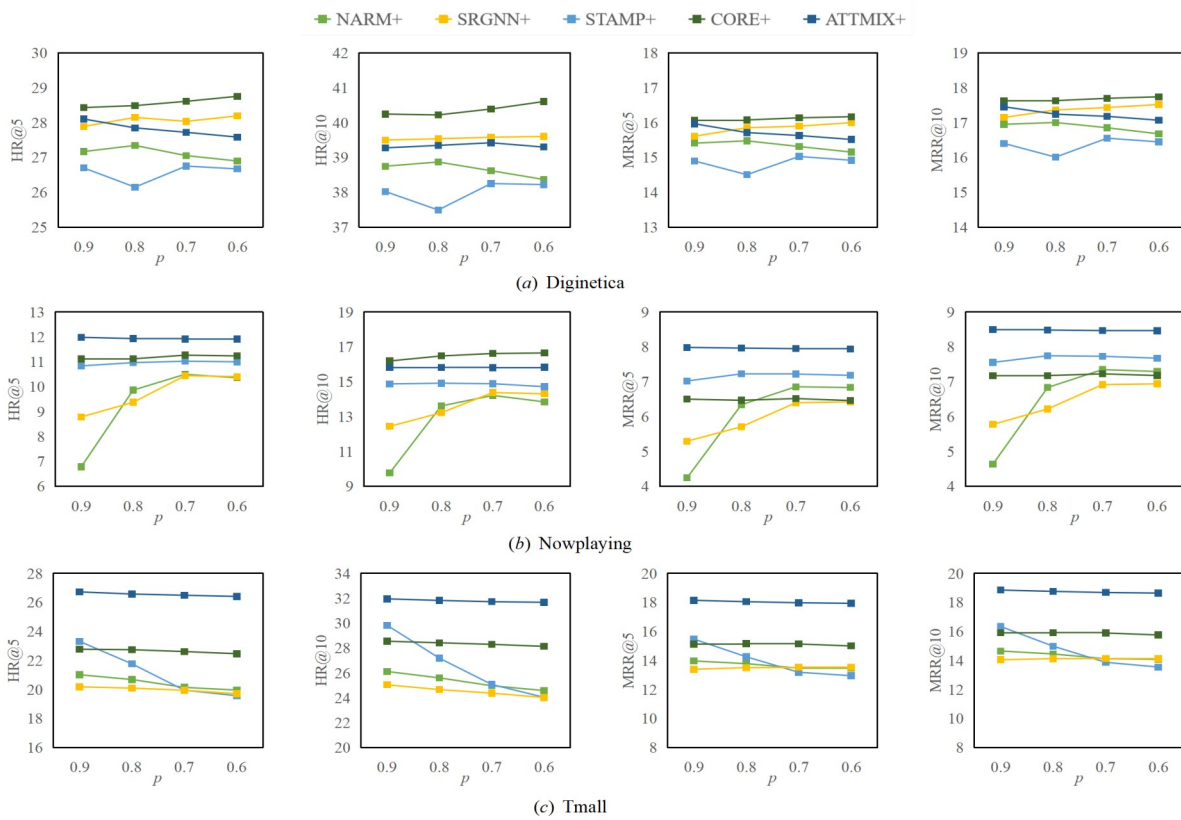 NARM+ SRGNN+ STAMP+ CORE+ ATTMIX+
30 42 18 19
29 41 17 18
28 40 16 17
27 39 15 16
26 38 14 15
25 37 13 14
HR@5 HR@10 MRR@5 MRR@10
0.9 0.8 0.7 0.6 0.9 0.8 0.7 0.6 0.9 0.8 0.7 0.6 0.9 0.8 0.7 0.6
p p p p
(a) Diginetica
13 19 9 9
12 17 8 8
11 15 7 7
10 13 6 6
9 11 5 5
8 9 4 4
7
6
HR@5 HR@10 MRR@5 MRR@10
0.9 0.8 0.7 0.6 0.9 0.8 0.7 0.6 0.9 0.8 0.7 0.6 0.9 0.8 0.7 0.6
p p p p
(b) Nowplaying
28 34 20 20
26 32 18 18
24 30 16 16
22 28 14 14
20 26 12 12
18 24 10 10
16 22 8 8
20
HR@5 HR@10 MRR@5 MRR@10
0.9 0.8 0.7 0.6 0.9 0.8 0.7 0.6 0.9 0.8 0.7 0.6 0.9 0.8 0.7 0.6
p p p p
(c) Tmall